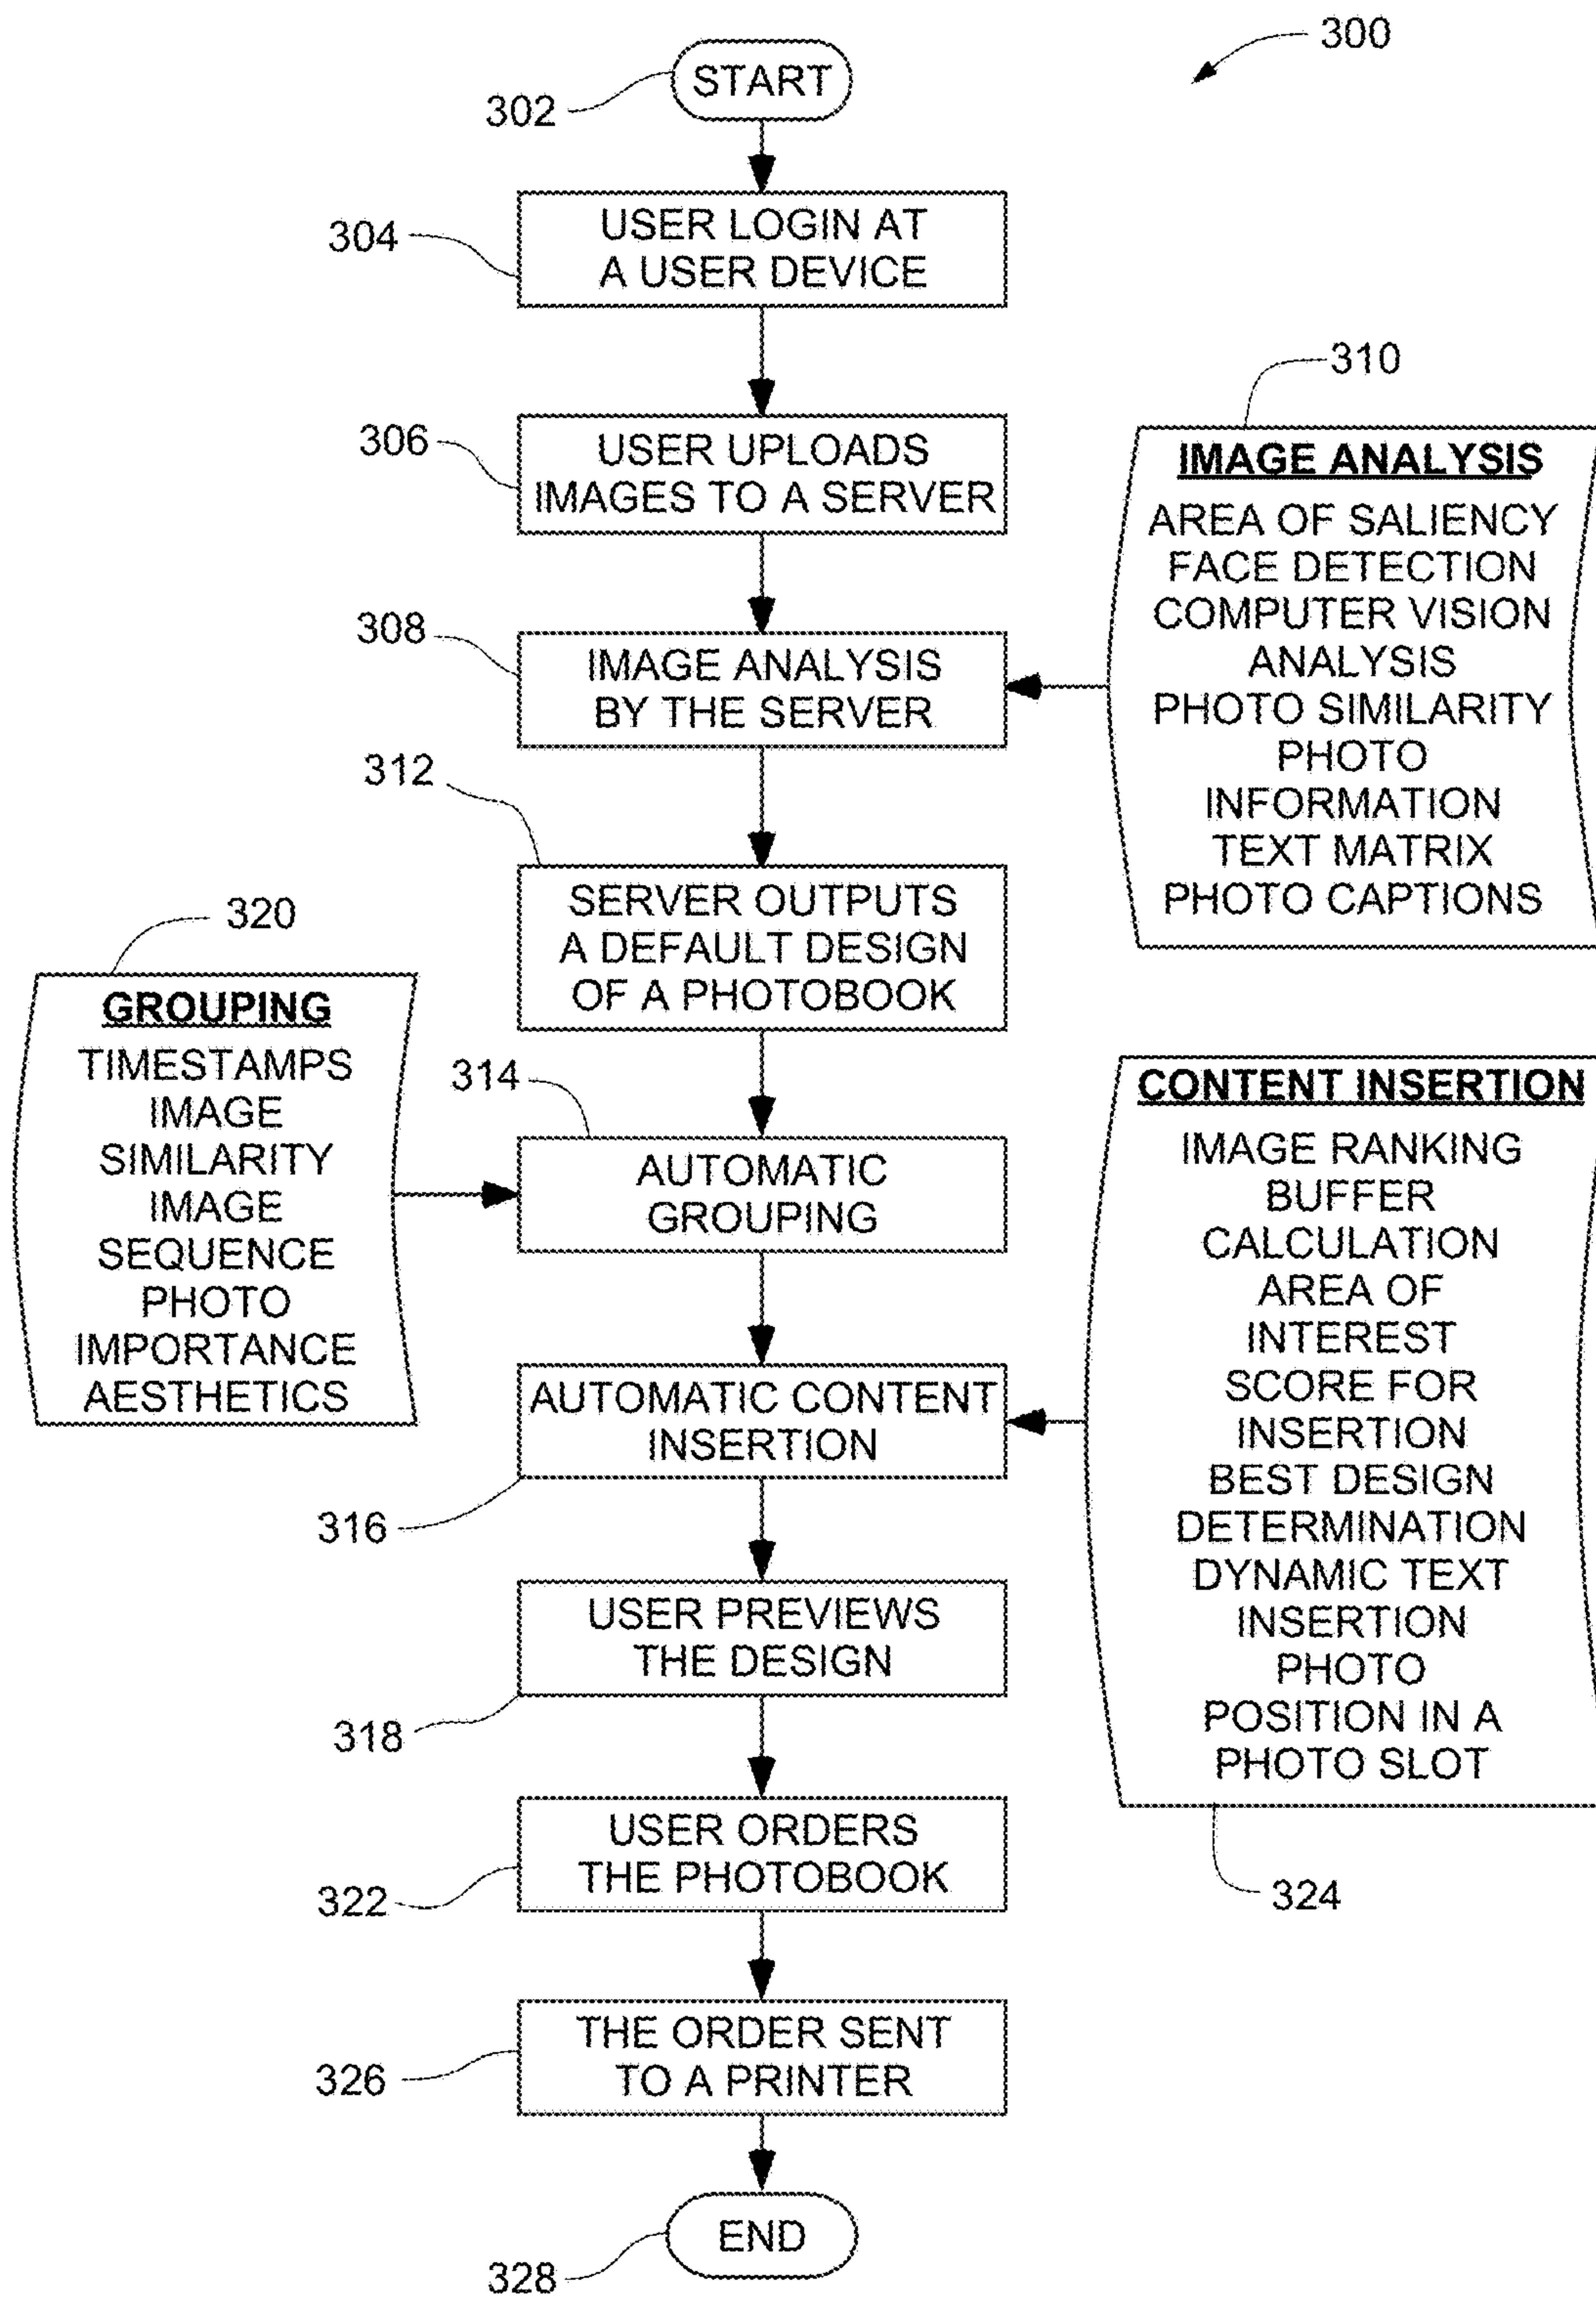 300
302
START
304
USER LOGIN AT
A USER DEVICE
306
USER UPLOADS
IMAGES TO A SERVER
310
IMAGE ANALYSIS
AREA OF SALIENCY
FACE DETECTION
COMPUTER VISION
ANALYSIS
PHOTO SIMILARITY
PHOTO
INFORMATION
TEXT MATRIX
PHOTO CAPTIONS
308
IMAGE ANALYSIS
BY THE SERVER
312
SERVER OUTPUTS
A DEFAULT DESIGN
OF A PHOTOBOOK
320
GROUPING
TIMESTAMPS
IMAGE
SIMILARITY
IMAGE
SEQUENCE
PHOTO
IMPORTANCE
AESTHETICS
314
AUTOMATIC
GROUPING
CONTENT INSERTION
IMAGE RANKING
BUFFER
CALCULATION
AREA OF
INTEREST
SCORE FOR
INSERTION
BEST DESIGN
DETERMINATION
DYNAMIC TEXT
INSERTION
PHOTO
POSITION IN A
PHOTO SLOT
324
AUTOMATIC CONTENT
INSERTION
316
USER PREVIEWS
THE DESIGN
318
USER ORDERS
THE PHOTOBOOK
322
THE ORDER SENT
TO A PRINTER
326
END
328